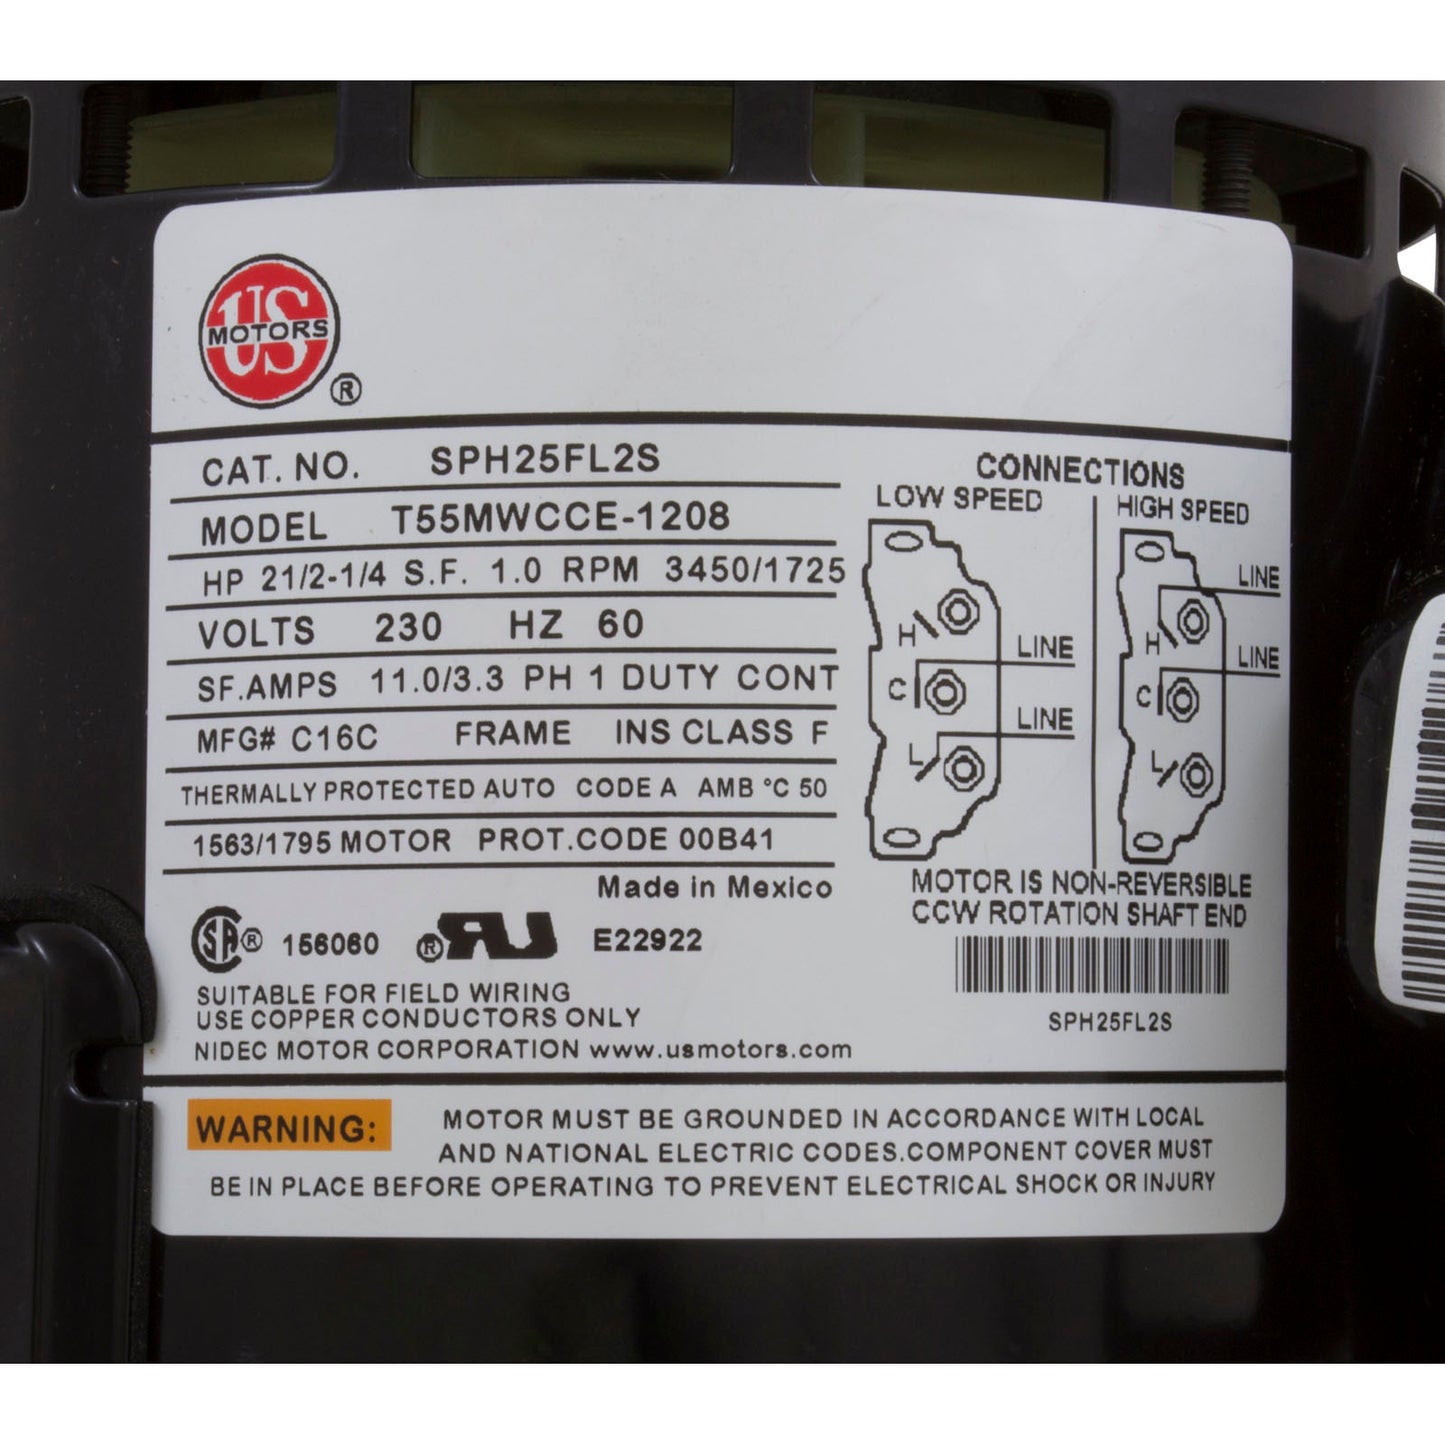 US
MOTORS
®
CAT. NO. SPH25FL2S
MODEL T55MWCCE-1208
HP 21/2-1/4 S.F. 1.0 RPM 3450/1725
VOLTS 230 HZ 60
SF.AMPS 11.0/3.3 PH 1 DUTY CONT
MFG# C16C FRAME INS CLASS F
THERMALLY PROTECTED AUTO CODE A AMB °C 50
1563/1795 MOTOR PROT.CODE 00B41
Made in Mexico
SA ® 156060 ® RU E22922
SUITABLE FOR FIELD WIRING
USE COPPER CONDUCTORS ONLY
NIDEC MOTOR CORPORATION www.usmotors.com
CONNECTIONS
LOW SPEED
H
LINE
C
LINE
L
HIGH SPEED
LINE
H
LINE
C
L
MOTOR IS NON-REVERSIBLE
CCW ROTATION SHAFT END
SPH25FL2S
WARNING: MOTOR MUST BE GROUNDED IN ACCORDANCE WITH LOCAL
AND NATIONAL ELECTRIC CODES.COMPONENT COVER MUST
BE IN PLACE BEFORE OPERATING TO PREVENT ELECTRICAL SHOCK OR INJURY